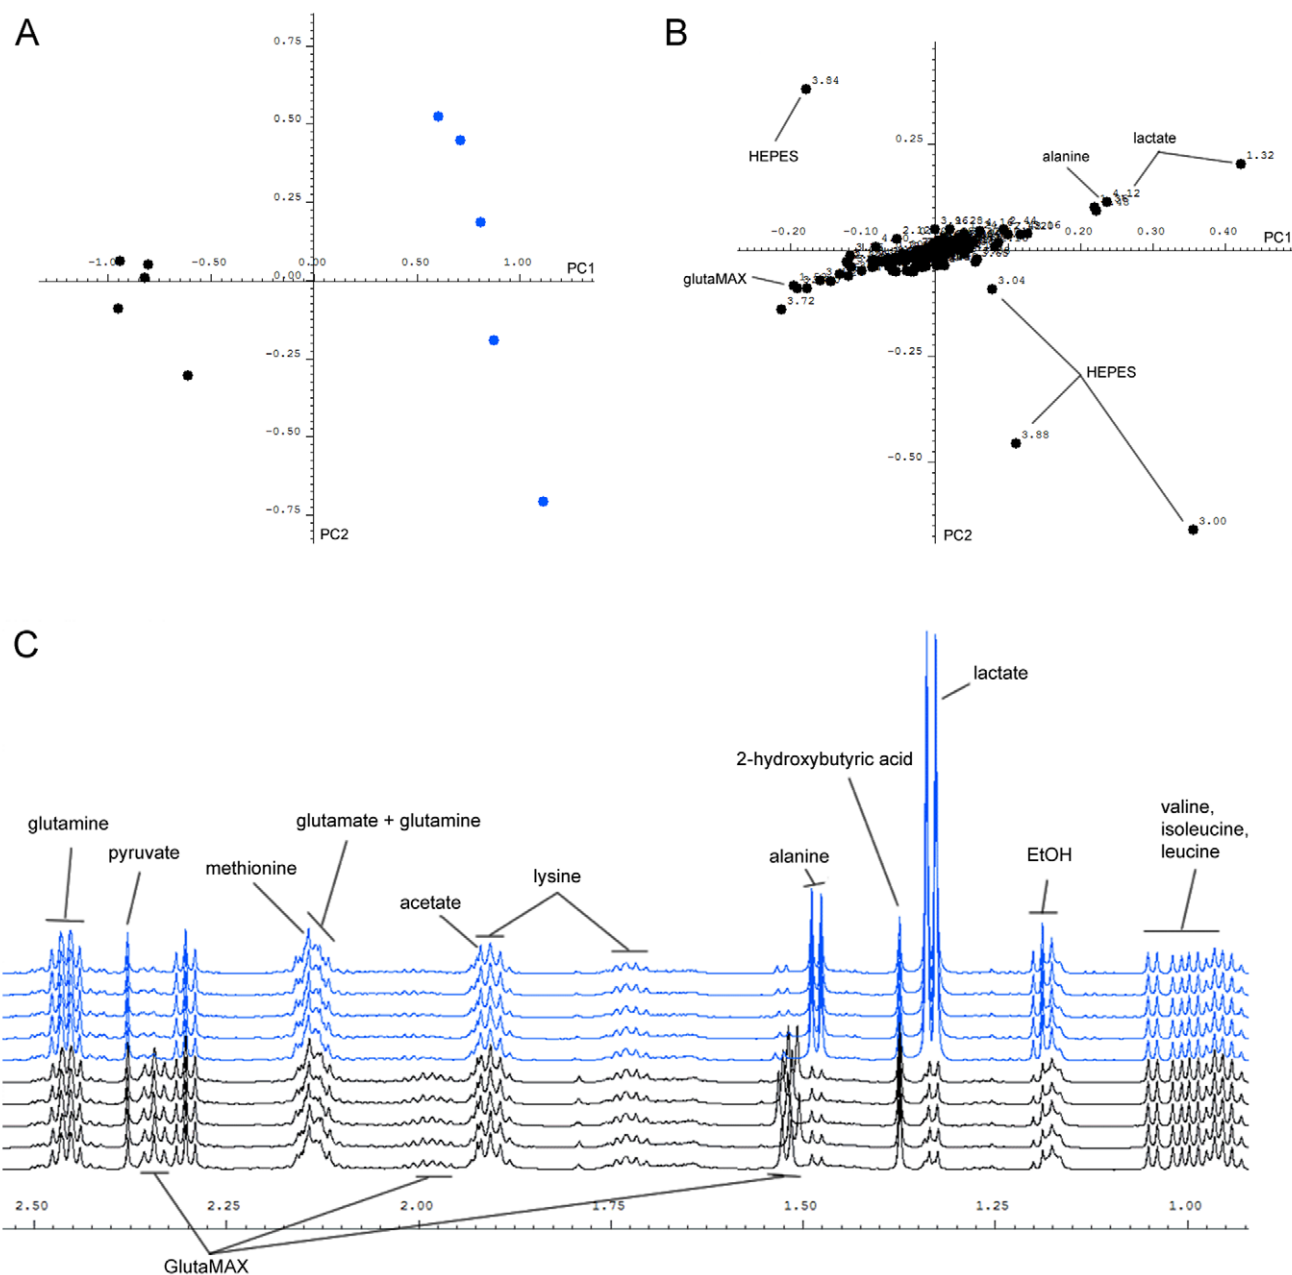 A
0.75
0.50
0.25
-1.00
-0.50
0.00
0.50
1.00
PC1
0.00
-0.25
-0.50
-0.75
PC2
B
3.84
HEPES
0.25
lactate
alanine
1.32
4.12
2.44
-0.20
-0.10
0.20
0.30
0.40
PC1
glutaMAX
3.72
3.04
-0.25
HEPES
3.88
-0.50
3.00
PC2
C
lactate
2-hydroxybutyric acid
glutamine
pyruvate
methionine
glutamate + glutamine
acetate
lysine
alanine
EtOH
valine,
isoleucine,
leucine
2.50
2.25
2.00
1.75
1.50
1.25
1.00
GlutaMAX